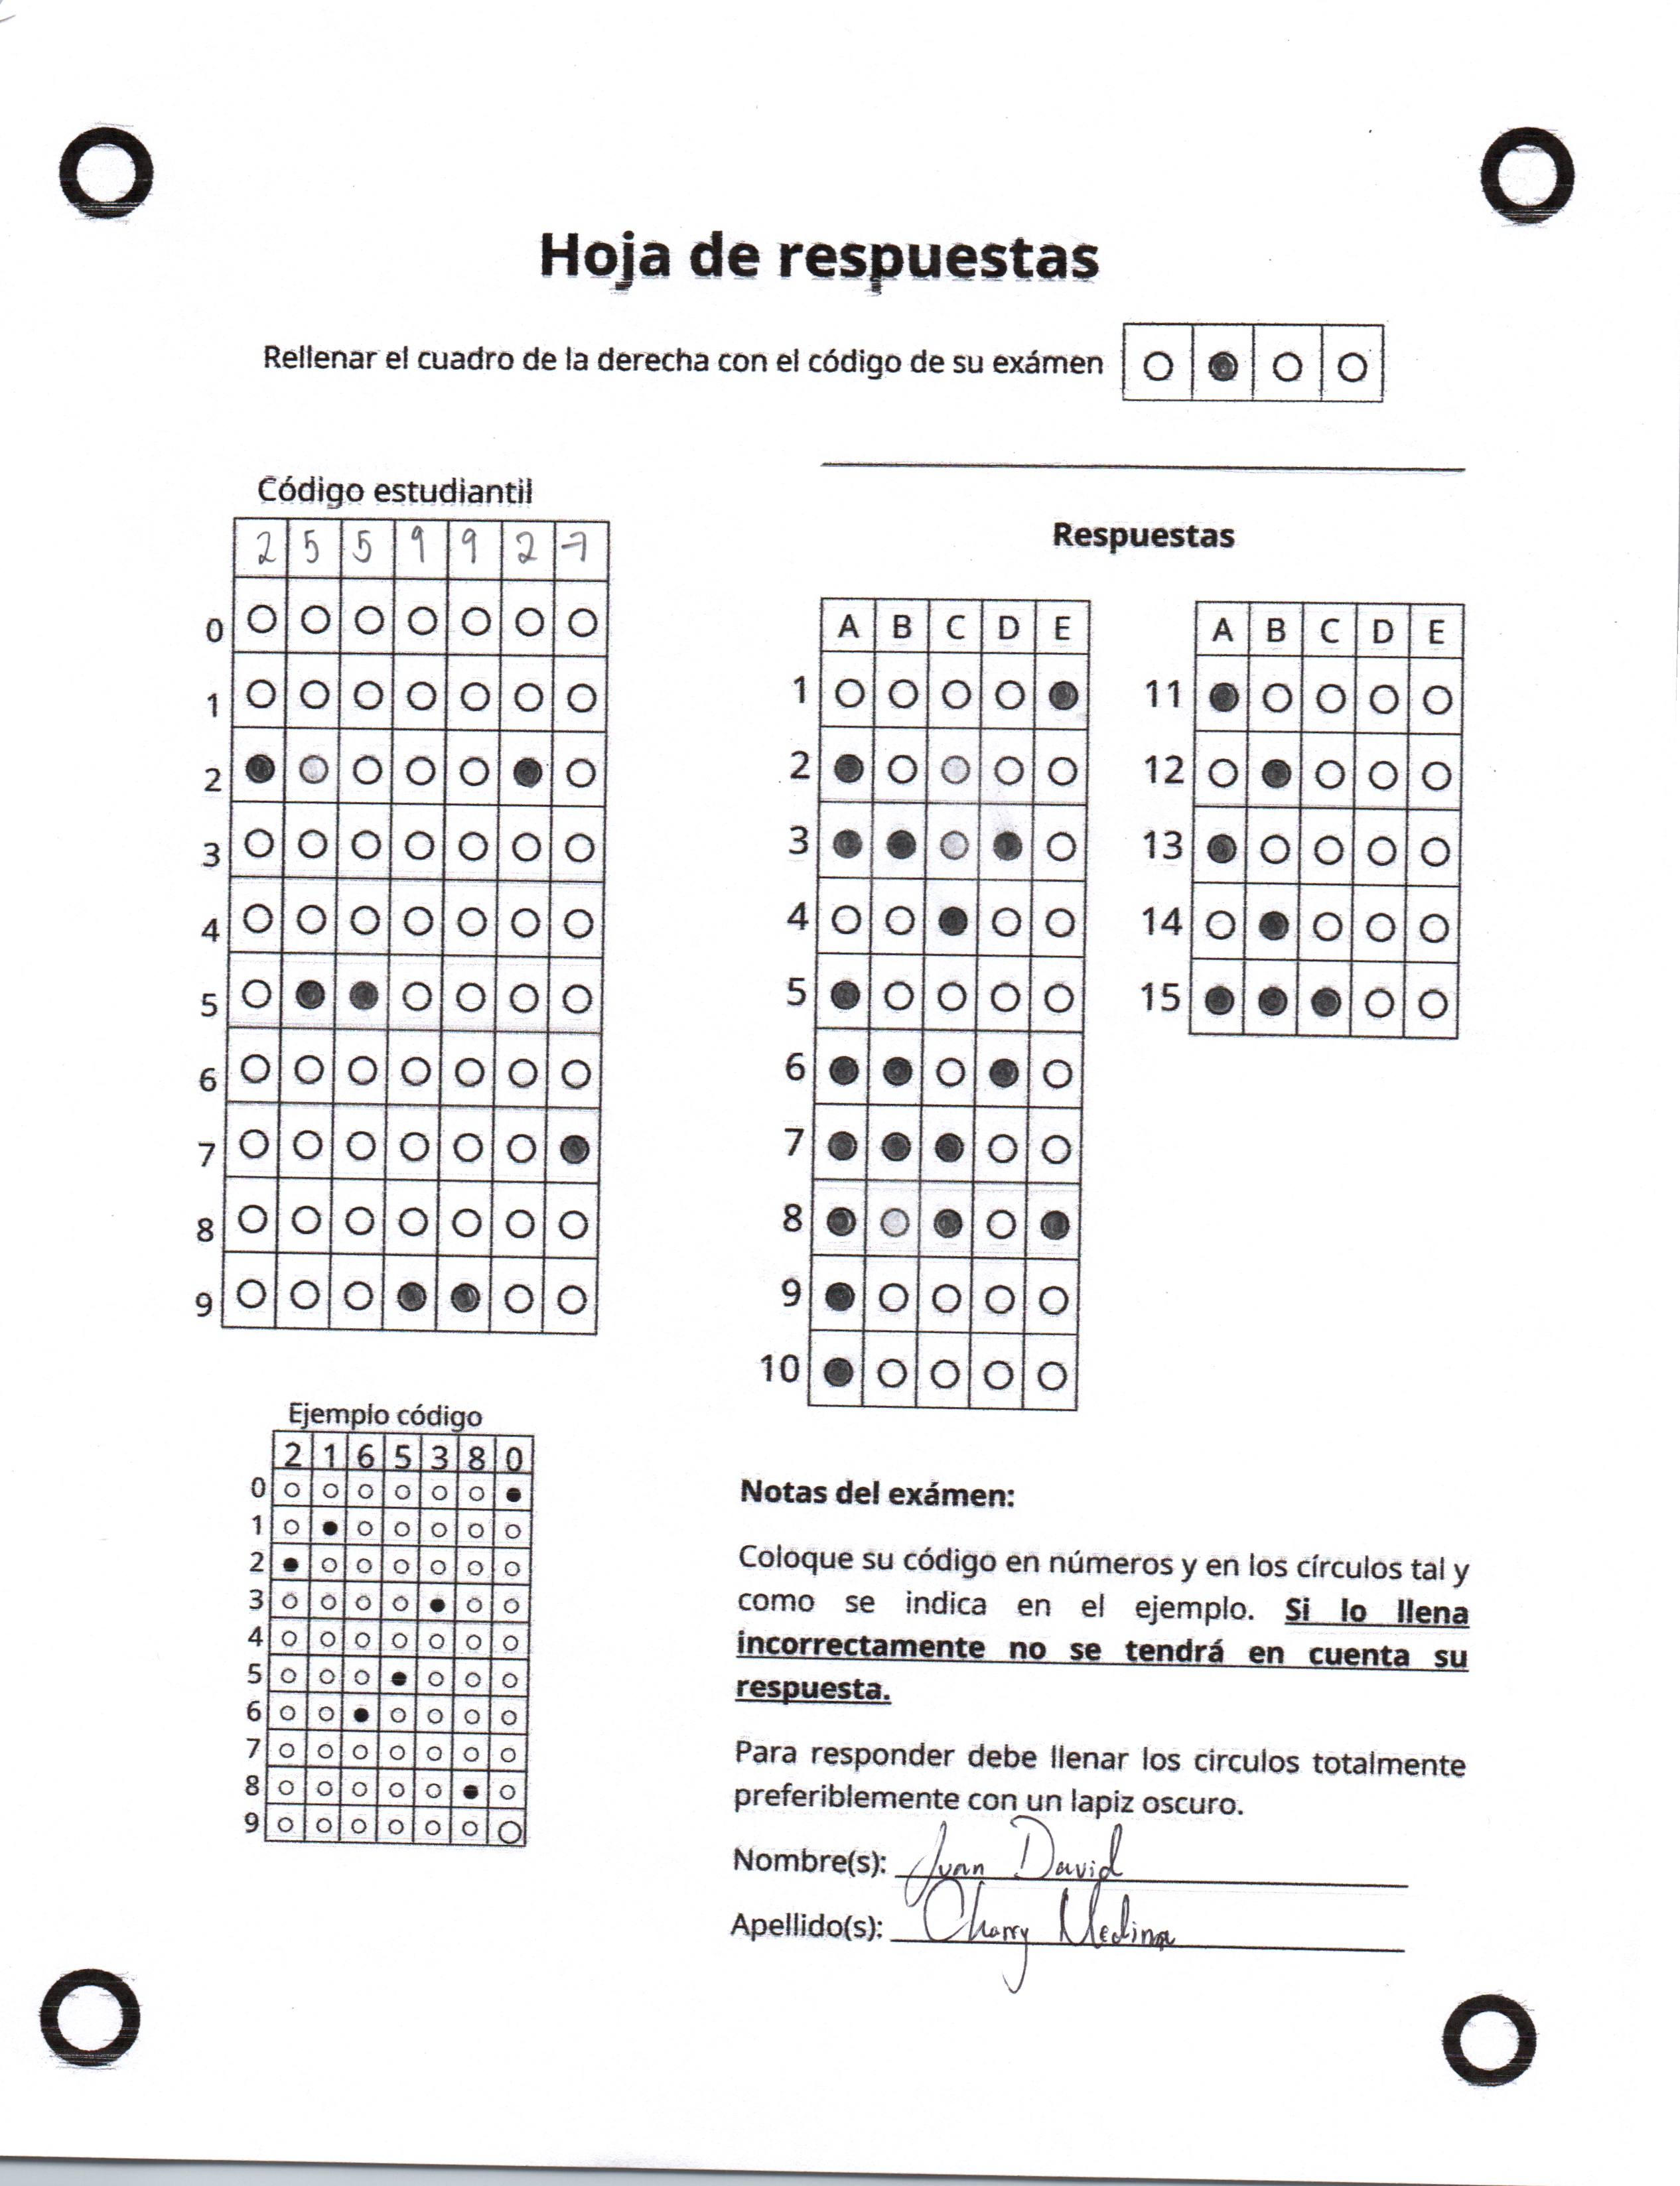 Hoja de respuestas
Rellenar el cuadro de la derecha con el código de su exámen
Código estudiantil
2 5 5 9 9 2 7
0
1
2
3
4
5
6
7
8
9
Respuestas
A B C D E
1
2
3
4
5
6
7
8
9
10
A B C D E
11
12
13
14
15
Ejemplo código
2 1 6 5 3 8 0
0
1
2
3
4
5
6
7
8
9
Notas del exámen:
Coloque su código en números y en los círculos tal y
como se indica en el ejemplo. Si lo llena
incorrectamente no se tendrá en cuenta su
respuesta.
Para responder debe llenar los circulos totalmente
preferiblemente con un lapiz oscuro.
Nombre(s): Juan David
Apellido(s): Charry Medina